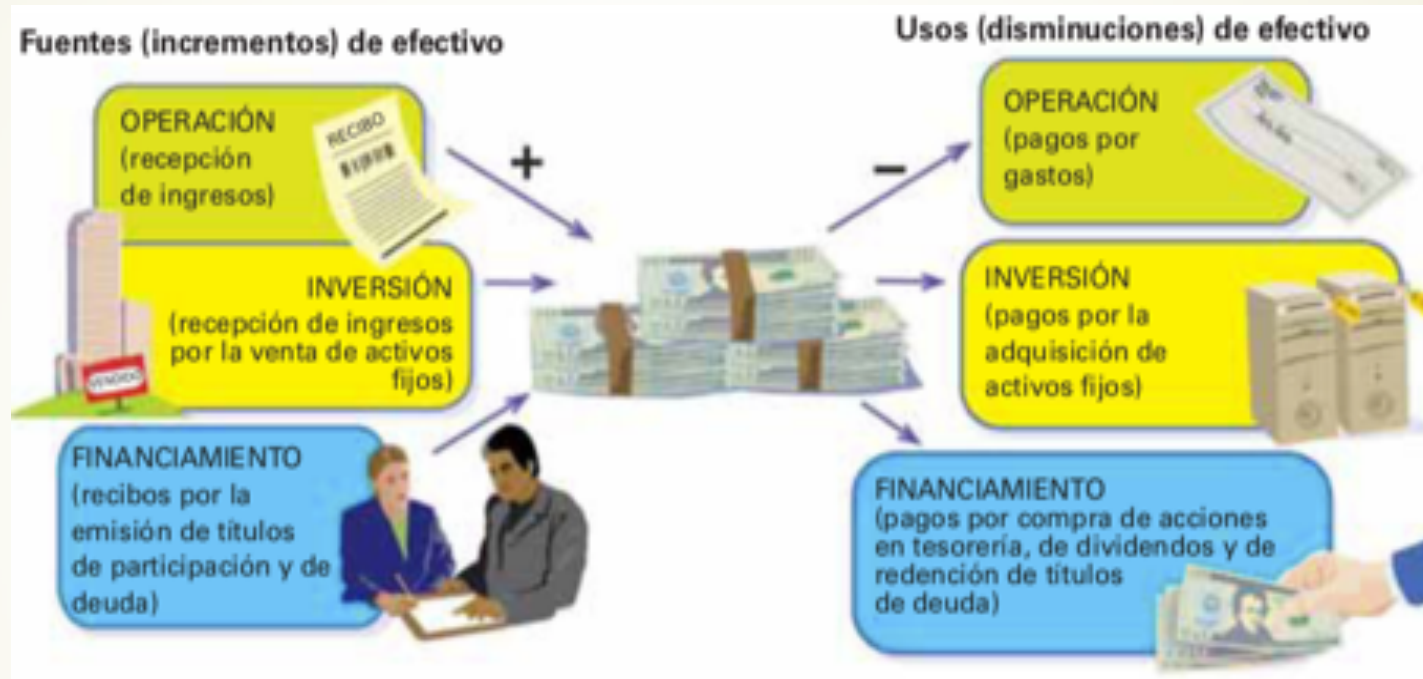 Fuentes (incrementos) de efectivo
OPERACIÓN
(recepción
de ingresos)
RECIBO
INVERSIÓN
(recepción de ingresos
por la venta de activos
fijos)
VENDIDO
FINANCIAMIENTO
(recibos por la
emisión de títulos
de participación y de
deuda)
+
−
Usos (disminuciones) de efectivo
OPERACIÓN
(pagos por
gastos)
INVERSIÓN
(pagos por la
adquisición de
activos fijos)
FINANCIAMIENTO
(pagos por compra de acciones
en tesorería, de dividendos y de
redención de títulos
de deuda)